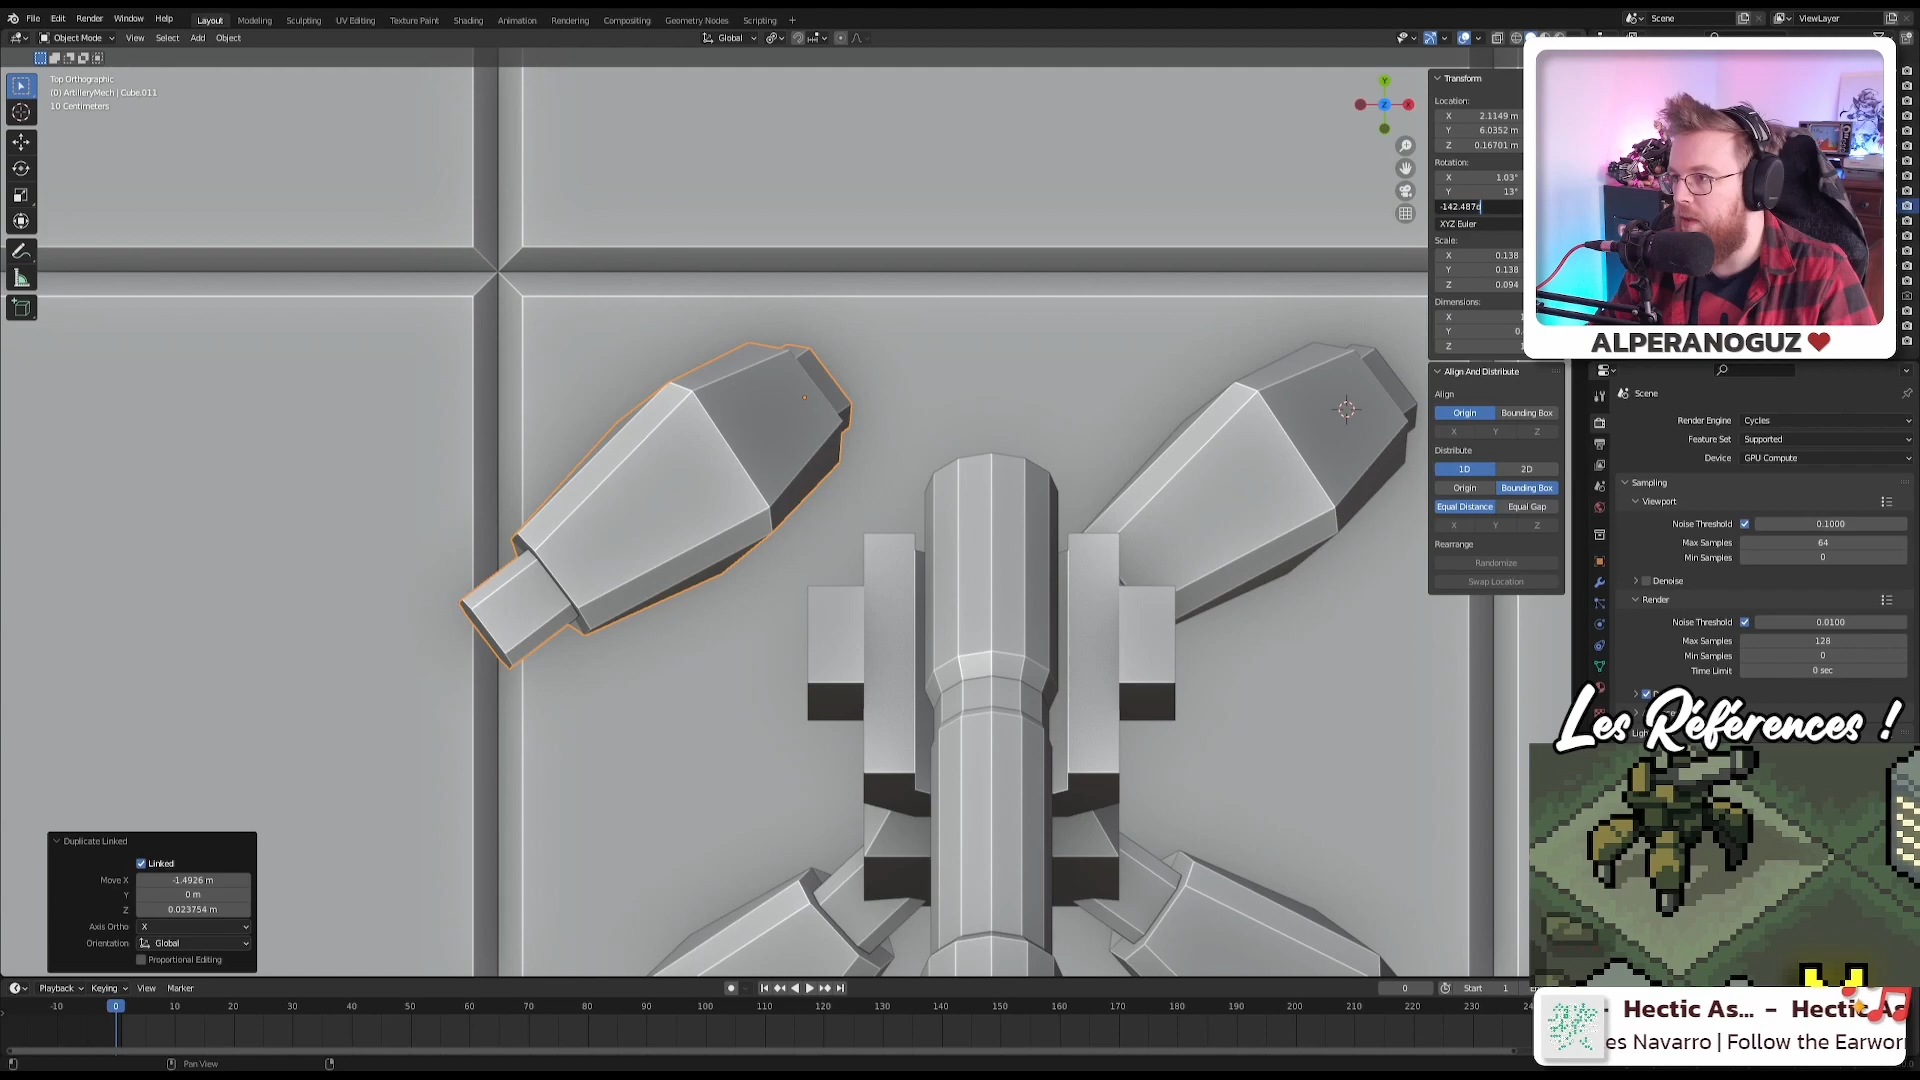 File Edit Render Window Help Layout Modeling Sculpting UV Editing Texture Paint Shading Animation Rendering Compositing Geometry Nodes Scripting + Scene ViewLayer
Object Mode View Select Add Object Global
Top Orthographic
(0) ArtilleryMech | Cube.011
10 Centimeters
Y
Z X
Transform
Location:
X 2.1149 m
Y 6.0352 m
Z 0.16701 m
Rotation:
X 1.03°
Y 13°
-142.487d
XYZ Euler
Scale:
X 0.138
Y 0.138
Z 0.094
Dimensions:
X
Y 0.
Z
Align And Distribute
Align
Origin Bounding Box
X Y Z
Distribute
1D 2D
Origin Bounding Box
Equal Distance Equal Gap
X Y Z
Rearrange
Randomize
Swap Location
ALPERANOGUZ
Scene
Render Engine Cycles
Feature Set Supported
Device GPU Compute
Sampling
Viewport
Noise Threshold 0.1000
Max Samples 64
Min Samples 0
Denoise
Render
Noise Threshold 0.0100
Max Samples 128
Min Samples 0
Time Limit 0 sec
Les Références !
Duplicate Linked
Linked
Move X -1.4926 m
Y 0 m
Z 0.023754 m
Axis Ortho X
Orientation Global
Proportional Editing
Playback Keying View Marker 0 Start 1
-10 0 10 20 30 40 50 60 70 80 90 100 110 120 130 140 150 160 170 180 190 200 210 220 230
Pan View
- Hectic As... - Hectic As
es Navarro | Follow the Earwor